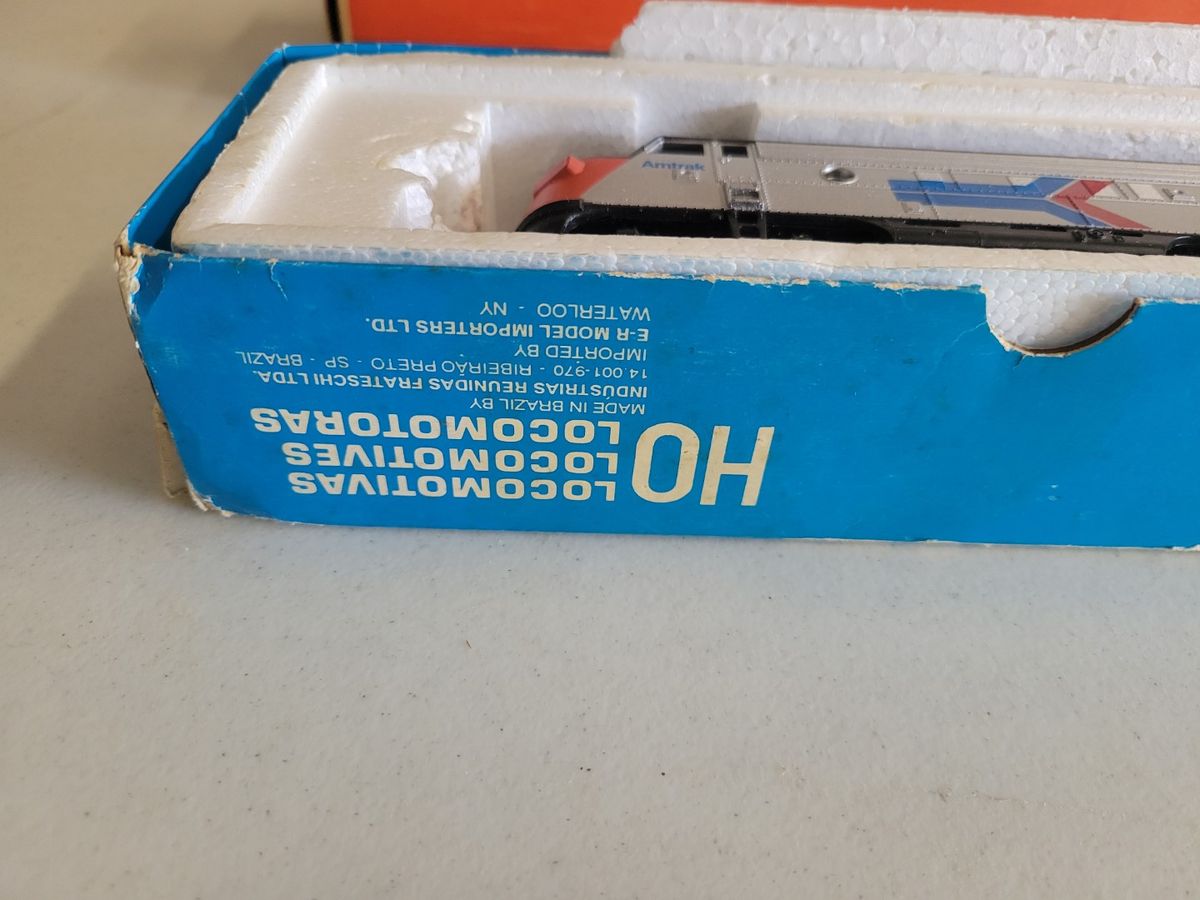 Amtrak
HO
LOCOMOTIVAS
LOCOMOTIVES
LOCOMOTORAS
MADE IN BRAZIL BY
INDÚSTRIAS REUNIDAS FRATESCHI LTDA.
14.001-970 - RIBEIRÃO PRETO - SP - BRAZIL
IMPORTED BY
E-R MODEL IMPORTERS LTD.
WATERLOO - NY